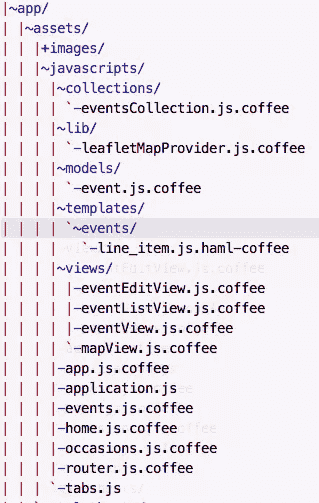 |~app/
| |~assets/
| | |+images/
| | |~javascripts/
| | | |~collections/
| | | | `-eventsCollection.js.coffee
| | | |~lib/
| | | | `-leafletMapProvider.js.coffee
| | | |~models/
| | | | `-event.js.coffee
| | | |~templates/
| | | | `~events/
| | | |   `-line_item.js.haml-coffee
| | | |~views/
| | | | |-eventEditView.js.coffee
| | | | |-eventListView.js.coffee
| | | | |-eventView.js.coffee
| | | | `-mapView.js.coffee
| | | |-app.js.coffee
| | | |-application.js
| | | |-events.js.coffee
| | | |-home.js.coffee
| | | |-occasions.js.coffee
| | | |-router.js.coffee
| | | `-tabs.js